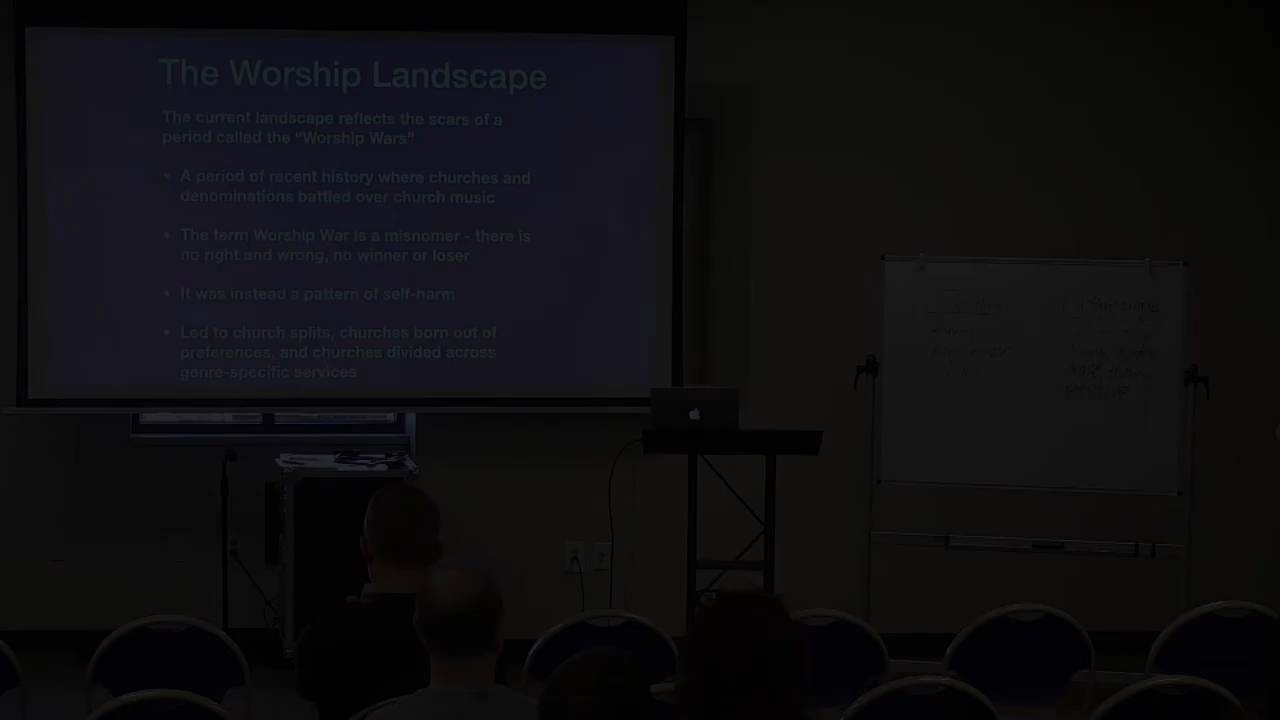 The Worship Landscape
The current landscape reflects the scars of a
period called the “Worship Wars”
• A period of recent history where churches and
denominations battled over church music
• The term Worship War is a misnomer - there is
no right and wrong, no winner or loser
• It was instead a pattern of self-harm
• Led to church splits, churches born out of
preferences, and churches divided across
genre-specific services